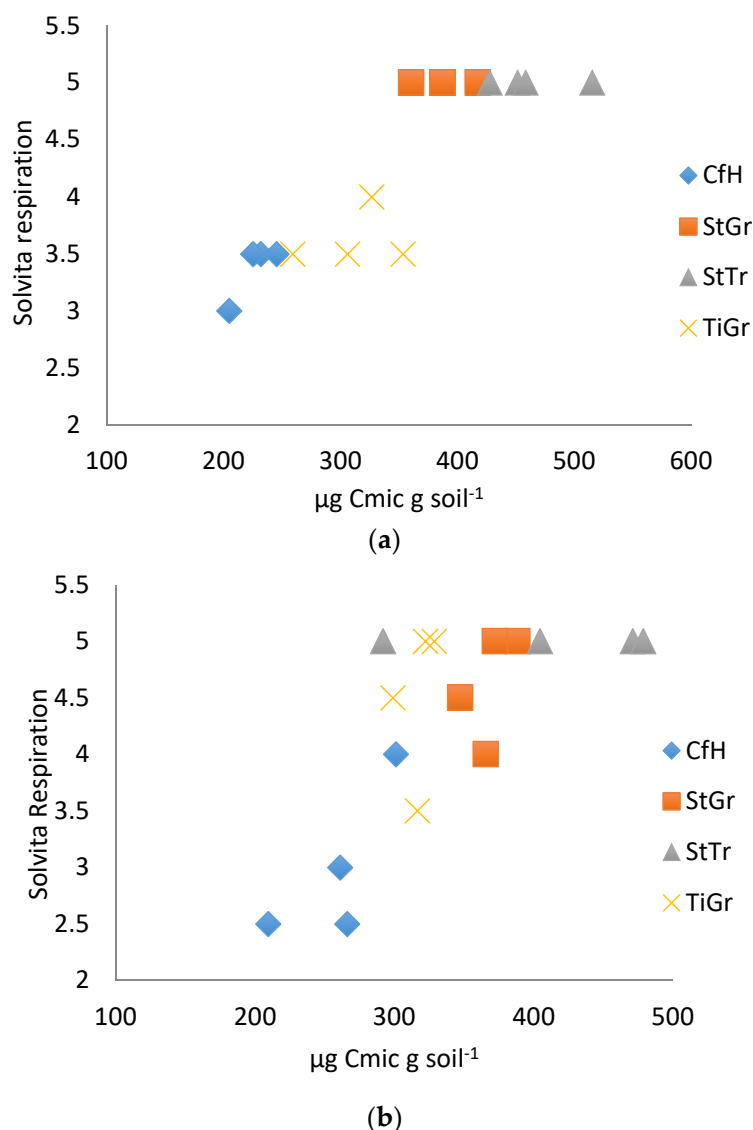 5.5
5
4.5
4
3.5
3
2.5
2
Solvita respiration
100 200 300 400 500 600
µg Cmic g soil-1
CfH
StGr
StTr
TiGr
(a)
5.5
5
4.5
4
3.5
3
2.5
2
Solvita Respiration
100 200 300 400 500
µg Cmic g soil-1
CfH
StGr
StTr
TiGr
(b)